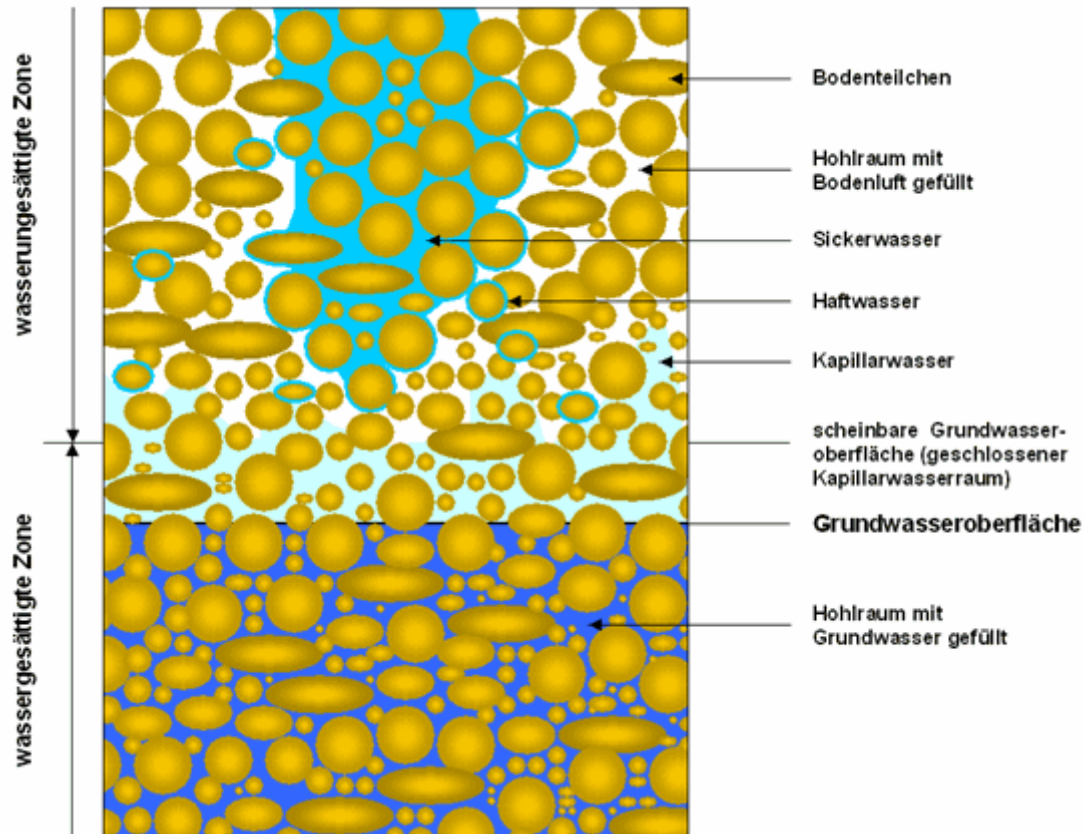 wasserungesättigte Zone
wassergesättigte Zone
Bodenteilchen
Hohlraum mit
Bodenluft gefüllt
Sickerwasser
Haftwasser
Kapillarwasser
scheinbare Grundwasser-
oberfläche (geschlossener
Kapillarwasserraum)
Grundwasseroberfläche
Hohlraum mit
Grundwasser gefüllt